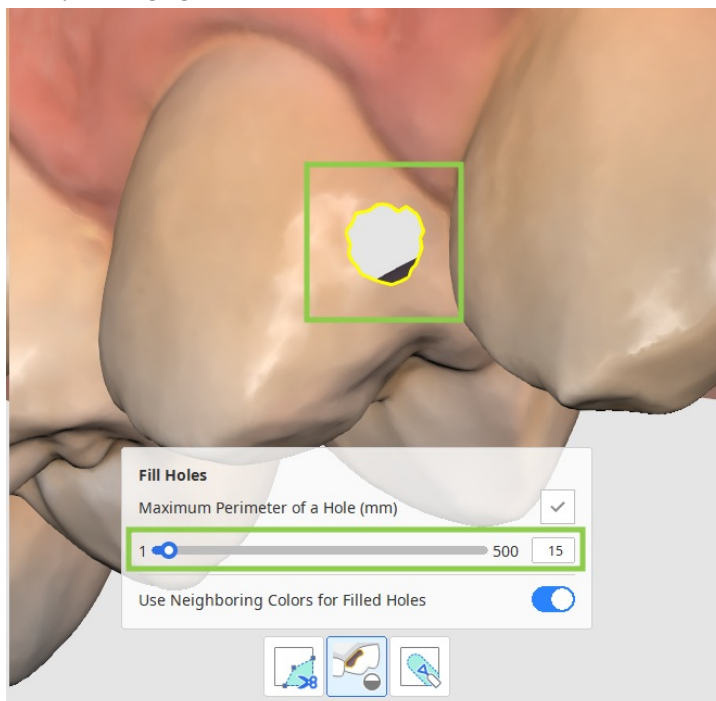 Fill Holes
Maximum Perimeter of a Hole (mm)
1 500 15
Use Neighboring Colors for Filled Holes